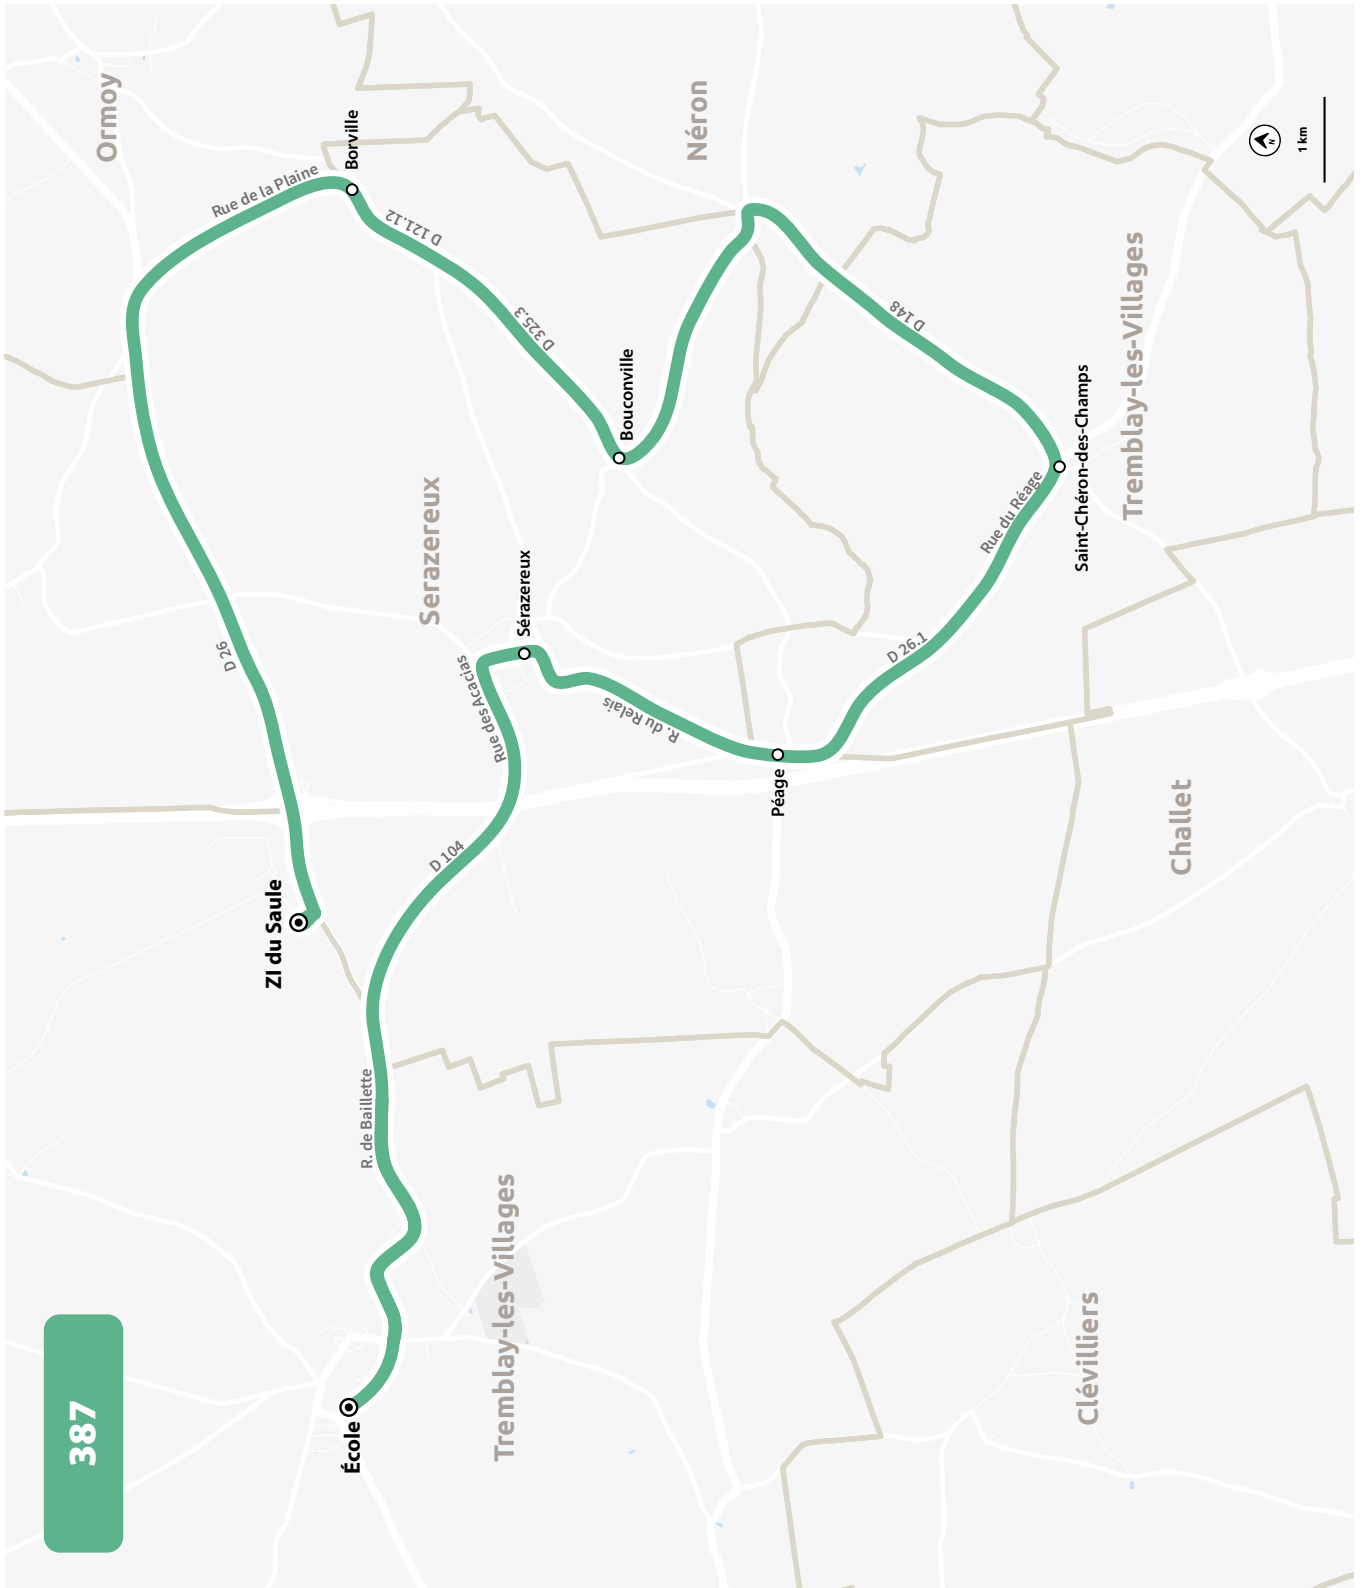 387
École
ZI du Saule
Borville
Bouconville
Sérazereux
Péage
Saint-Chéron-des-Champs
Ormoy
Néron
Serazereux
Tremblay-les-Villages
Tremblay-les-Villages
Challet
Clévilliers
Rue de la Plaine
D 121.12
D 325.3
D 148
Rue du Réage
D 26.1
R. du Relais
Rue des Acacias
D 104
R. de Baillette
D 26
N
1 km